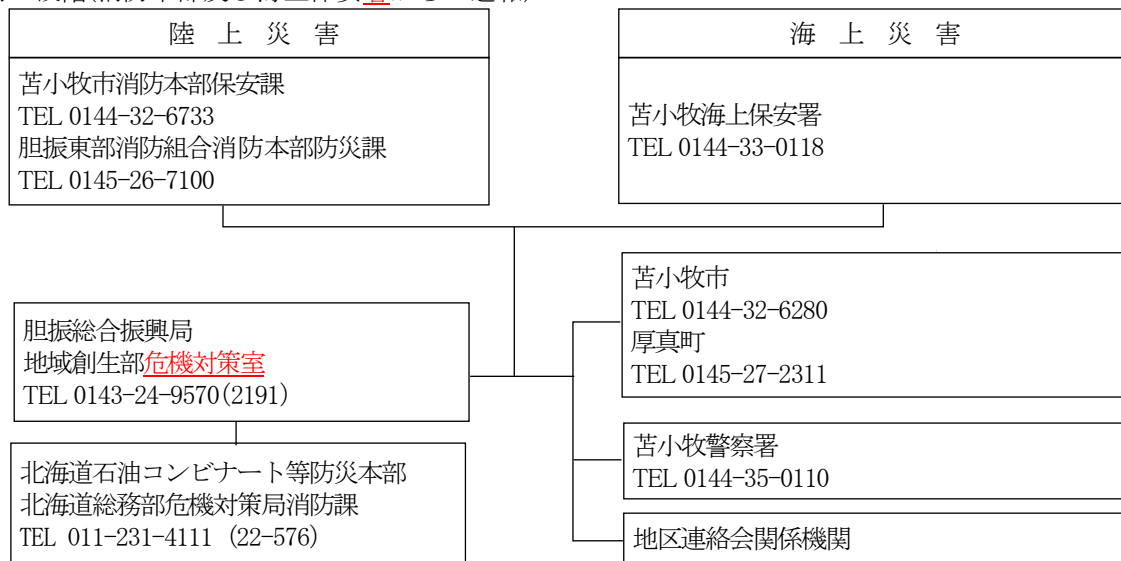 陸　上　災　害
苫小牧市消防本部保安課
TEL 0144-32-6733
胆振東部消防組合消防本部防災課
TEL 0145-26-7100
海　上　災　害
苫小牧海上保安署
TEL 0144-33-0118
胆振総合振興局
地域創生部危機対策室
TEL 0143-24-9570(2191)
北海道石油コンビナート等防災本部
北海道総務部危機対策局消防課
TEL 011-231-4111 (22-576)
苫小牧市
TEL 0144-32-6280
厚真町
TEL 0145-27-2311
苫小牧警察署
TEL 0144-35-0110
地区連絡会関係機関